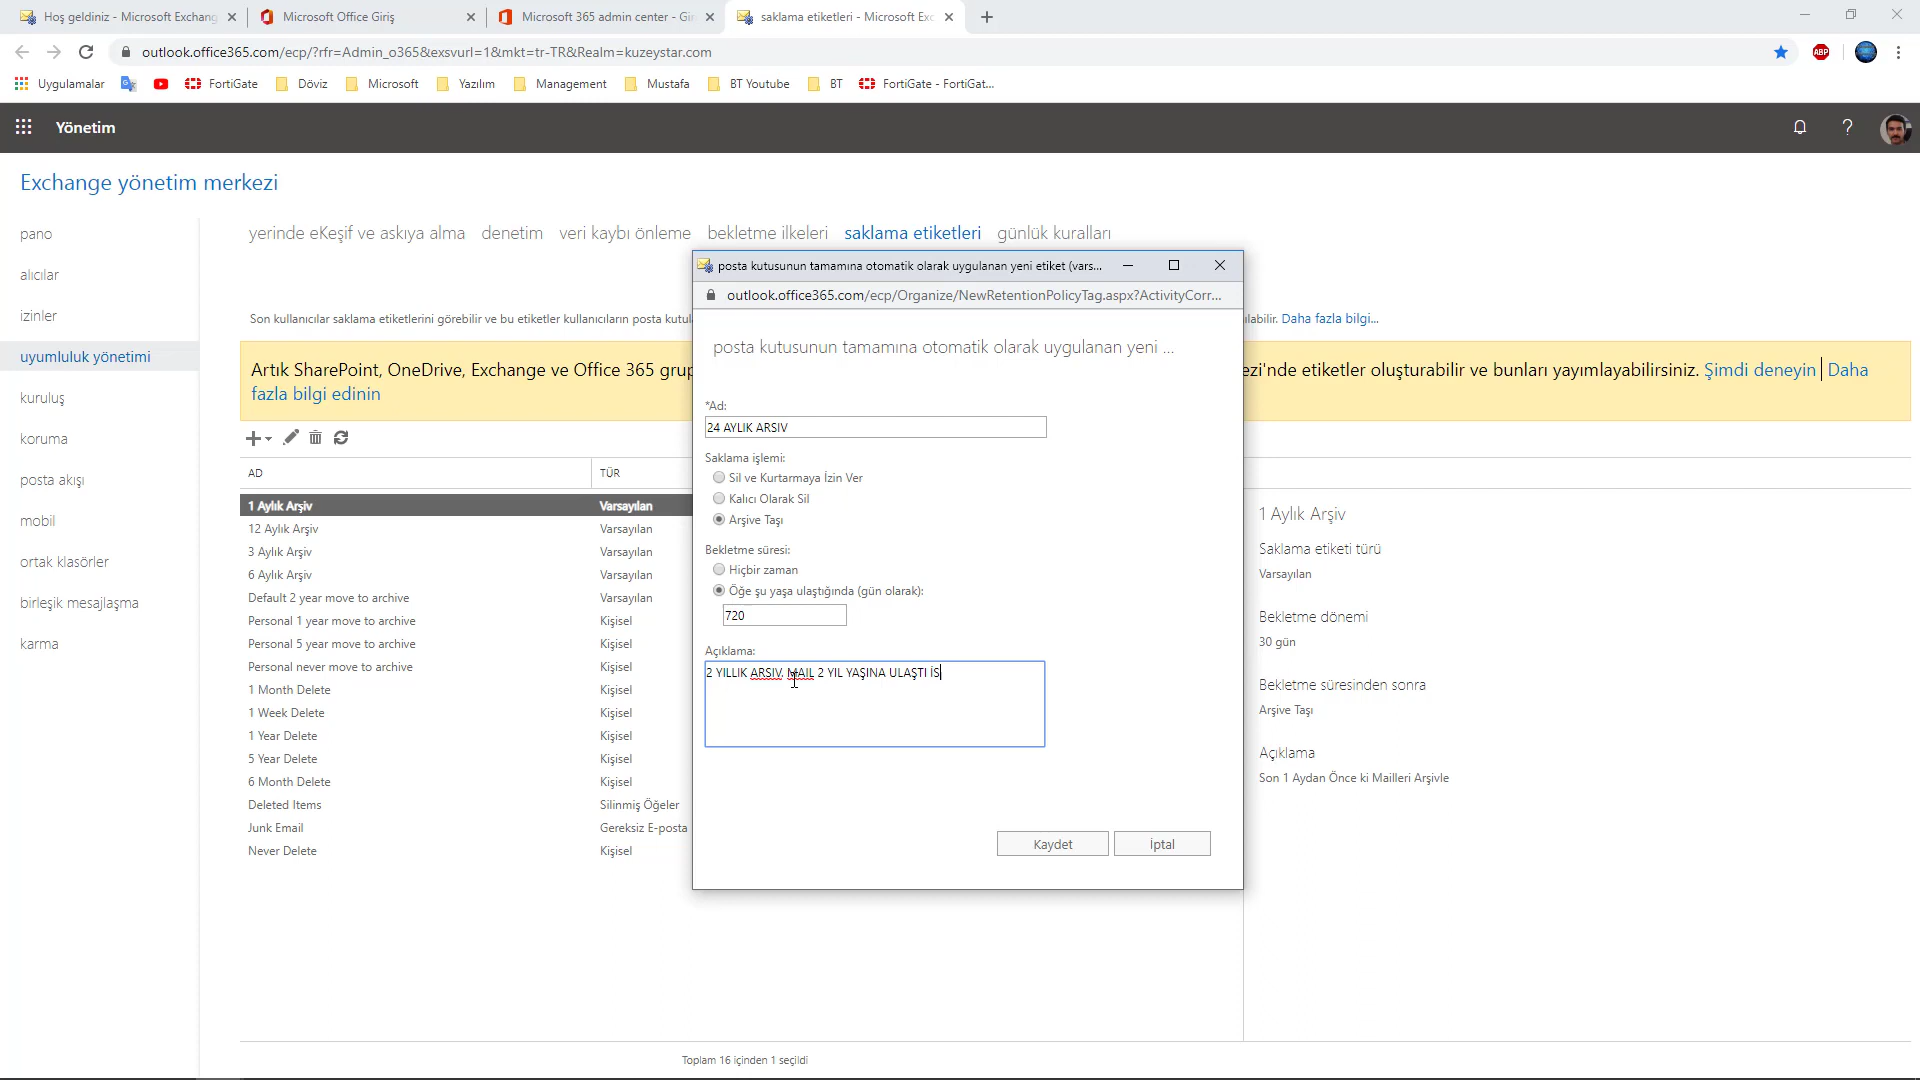 Hoş geldiniz - Microsoft Exchang
Microsoft Office Giriş
Microsoft 365 admin center - Gir
saklama etiketleri - Microsoft Exc
outlook.office365.com/ecp/?rfr=Admin_o365&exsvurl=1&mkt=tr-TR&Realm=kuzeystar.com
ABP
Uygulamalar
FortiGate
Döviz
Microsoft
Yazılım
Management
Mustafa
BT Youtube
BT
FortiGate - FortiGat...
Yönetim
?
Exchange yönetim merkezi
pano
alıcılar
izinler
uyumluluk yönetimi
kuruluş
koruma
posta akışı
mobil
ortak klasörler
birleşik mesajlaşma
karma
yerinde eKeşif ve askıya alma denetim veri kaybı önleme bekletme ilkeleri saklama etiketleri günlük kuralları
Son kullanıcılar saklama etiketlerini görebilir ve bu etiketler kullanıcıların posta kutul
ılabilir. Daha fazla bilgi...
Artık SharePoint, OneDrive, Exchange ve Office 365 grup
ezi'nde etiketler oluşturabilir ve bunları yayımlayabilirsiniz. Şimdi deneyin | Daha
fazla bilgi edinin
AD TÜR
1 Aylık Arşiv Varsayılan
12 Aylık Arşiv Varsayılan
3 Aylık Arşiv Varsayılan
6 Aylık Arşiv Varsayılan
Default 2 year move to archive Varsayılan
Personal 1 year move to archive Kişisel
Personal 5 year move to archive Kişisel
Personal never move to archive Kişisel
1 Month Delete Kişisel
1 Week Delete Kişisel
1 Year Delete Kişisel
5 Year Delete Kişisel
6 Month Delete Kişisel
Deleted Items Silinmiş Öğeler
Junk Email Gereksiz E-posta
Never Delete Kişisel
posta kutusunun tamamına otomatik olarak uygulanan yeni etiket (vars...
outlook.office365.com/ecp/Organize/NewRetentionPolicyTag.aspx?ActivityCorr...
posta kutusunun tamamına otomatik olarak uygulanan yeni ...
*Ad:
24 AYLIK ARSIV
Saklama işlemi:
Sil ve Kurtarmaya İzin Ver
Kalıcı Olarak Sil
Arşive Taşı
Bekletme süresi:
Hiçbir zaman
Öğe şu yaşa ulaştığında (gün olarak):
720
Açıklama:
2 YILLIK ARSIV. MAIL 2 YIL YAŞINA ULAŞTI İS
Kaydet
İptal
1 Aylık Arşiv
Saklama etiketi türü
Varsayılan
Bekletme dönemi
30 gün
Bekletme süresinden sonra
Arşive Taşı
Açıklama
Son 1 Aydan Önce ki Mailleri Arşivle
Toplam 16 içinden 1 seçildi